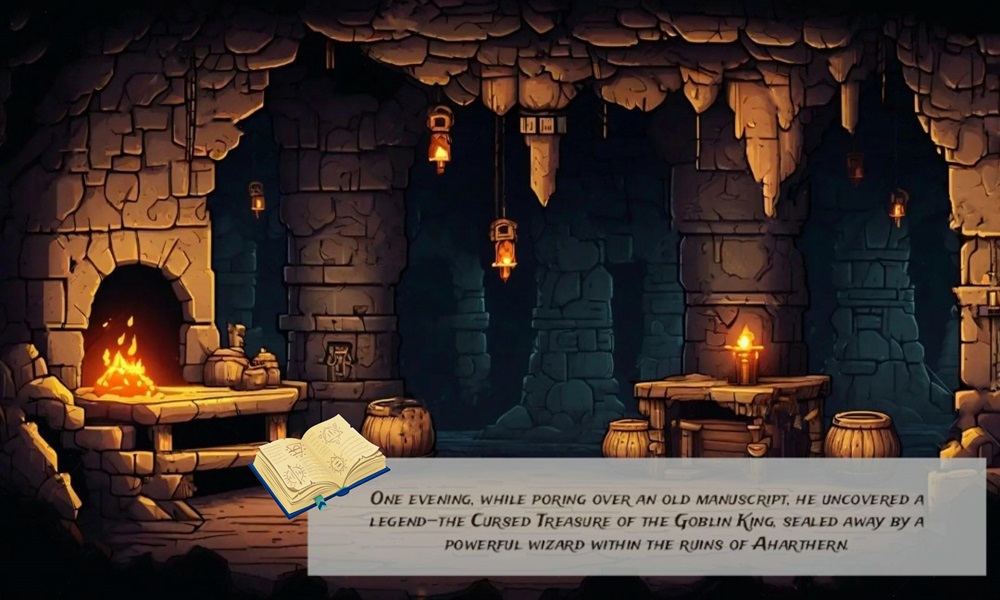 One evening, while poring over an old manuscript, he uncovered a
legend—the Cursed Treasure of the Goblin King, sealed away by a
powerful wizard within the ruins of Aharthern.